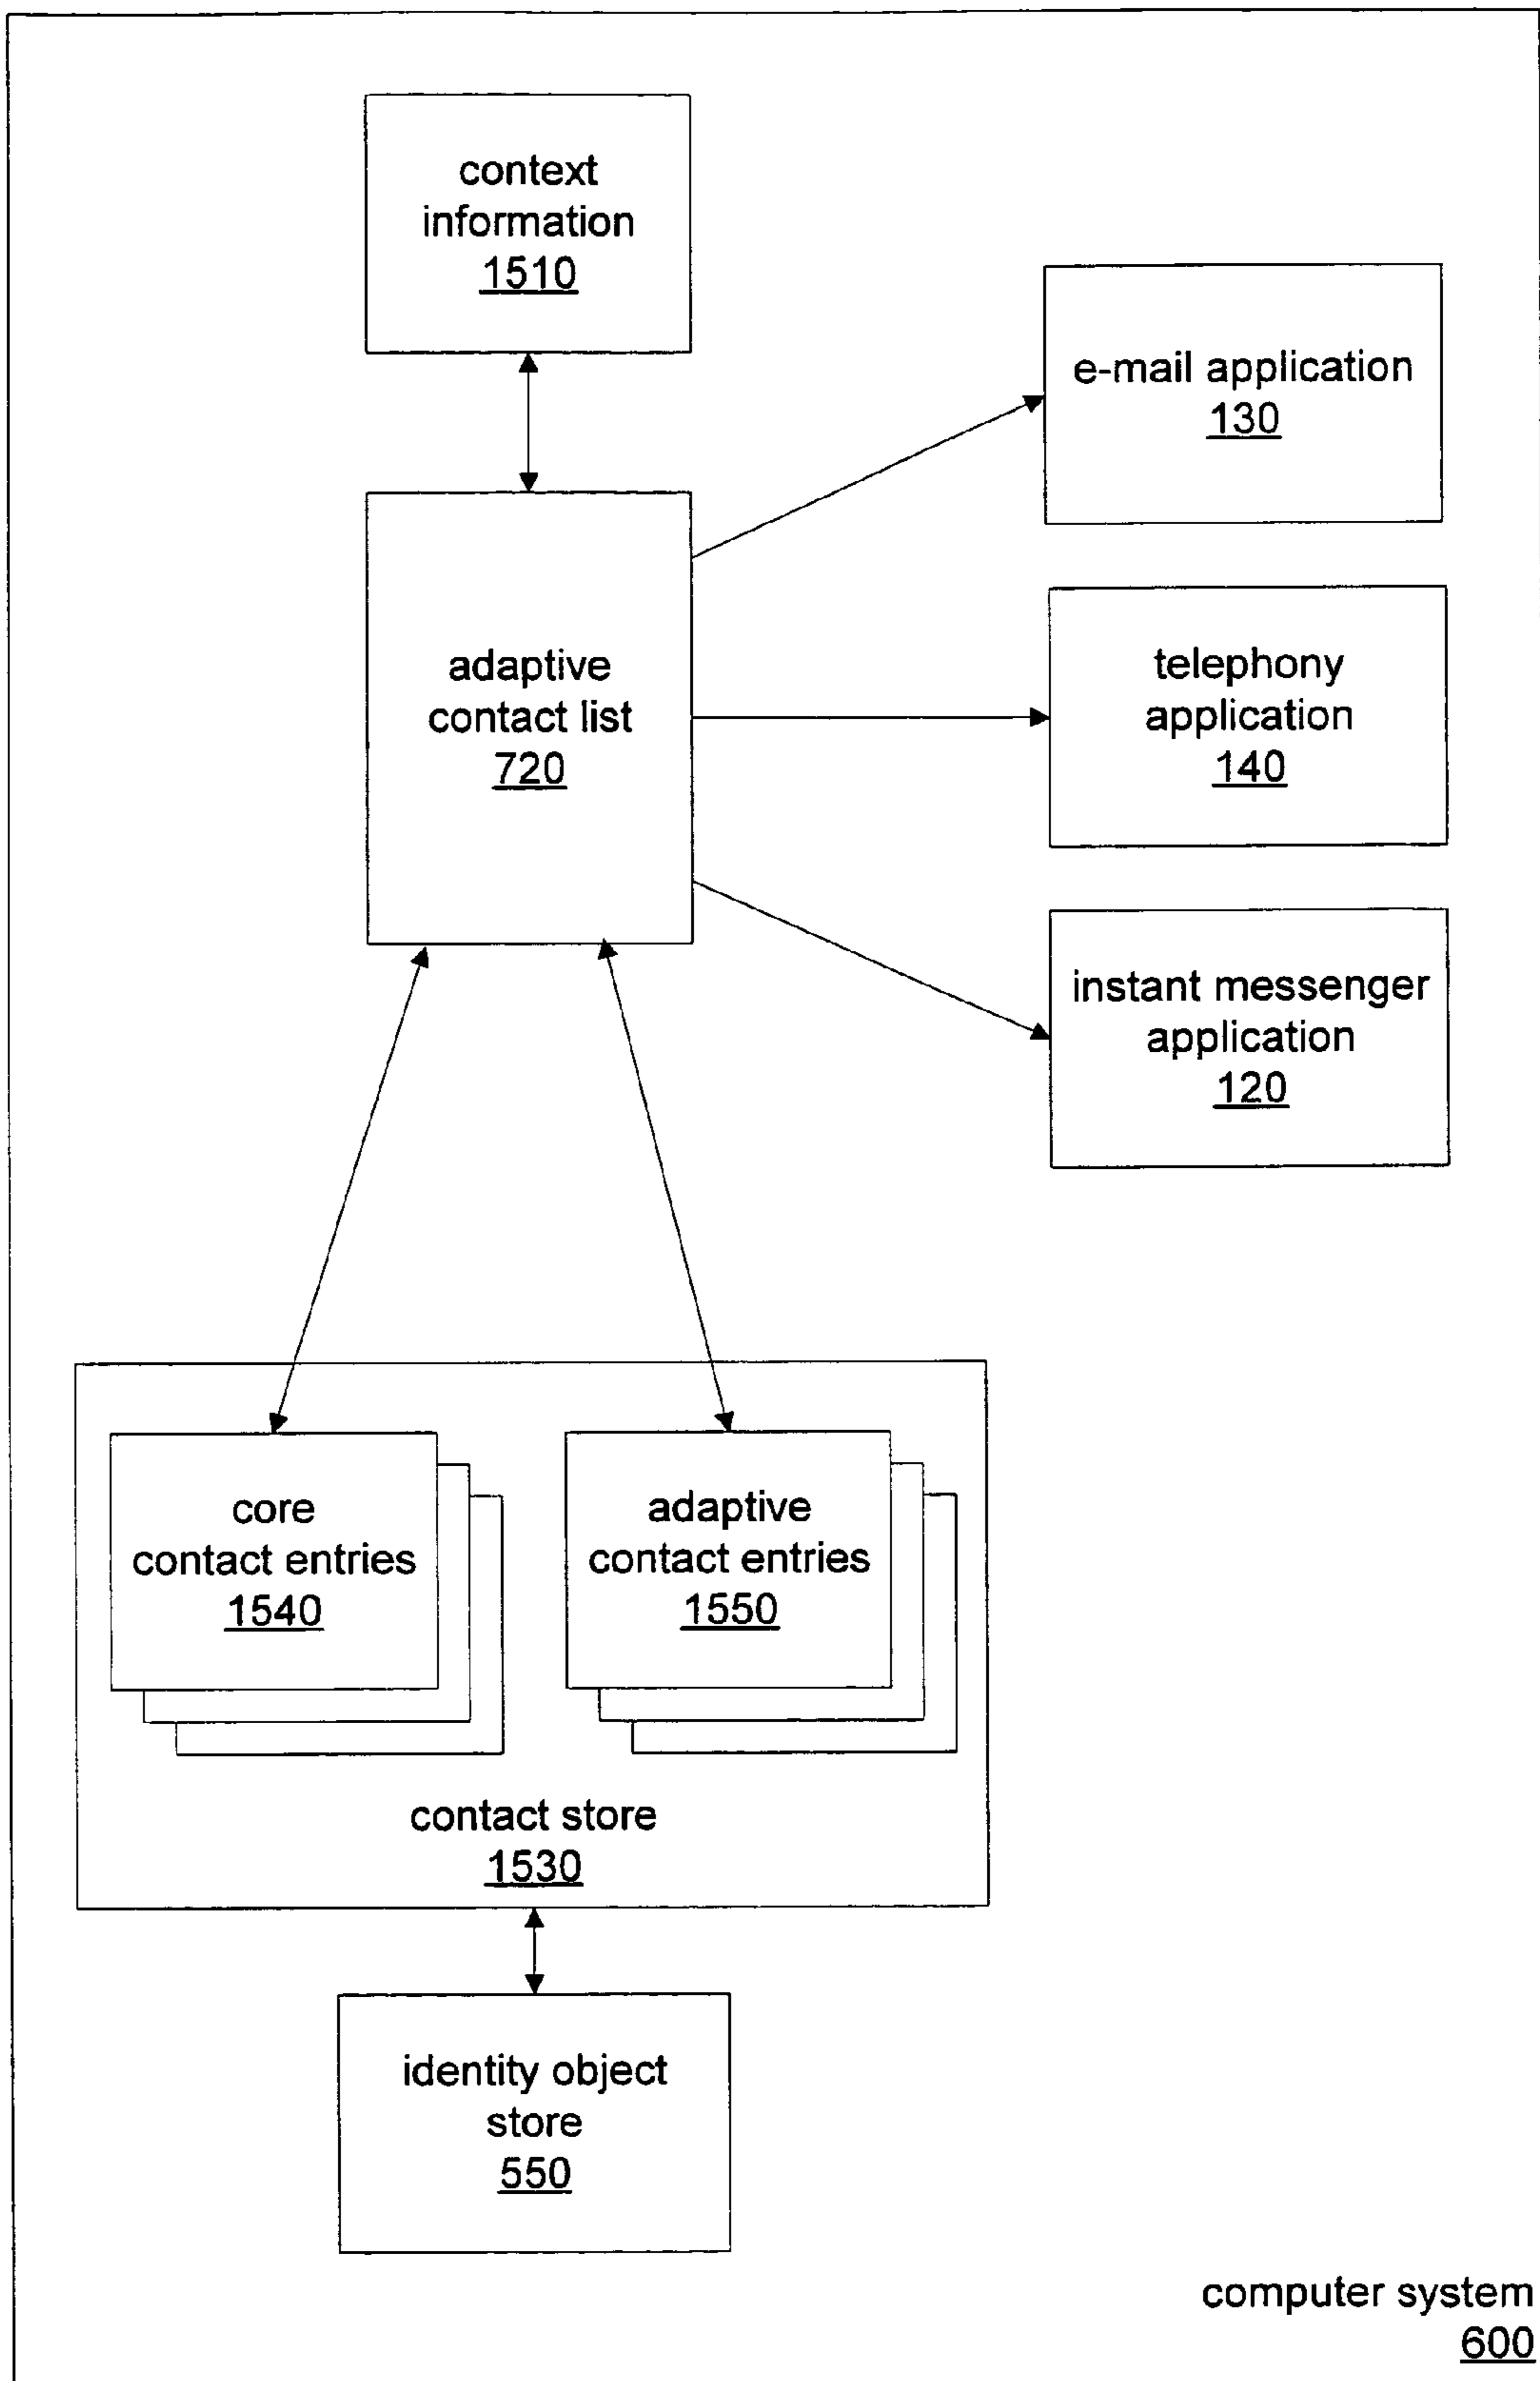 context
information
1510
e-mail application
130
adaptive
contact list
720
telephony
application
140
instant messenger
application
120
core
contact entries
1540
adaptive
contact entries
1550
contact store
1530
identity object
store
550
computer system
600